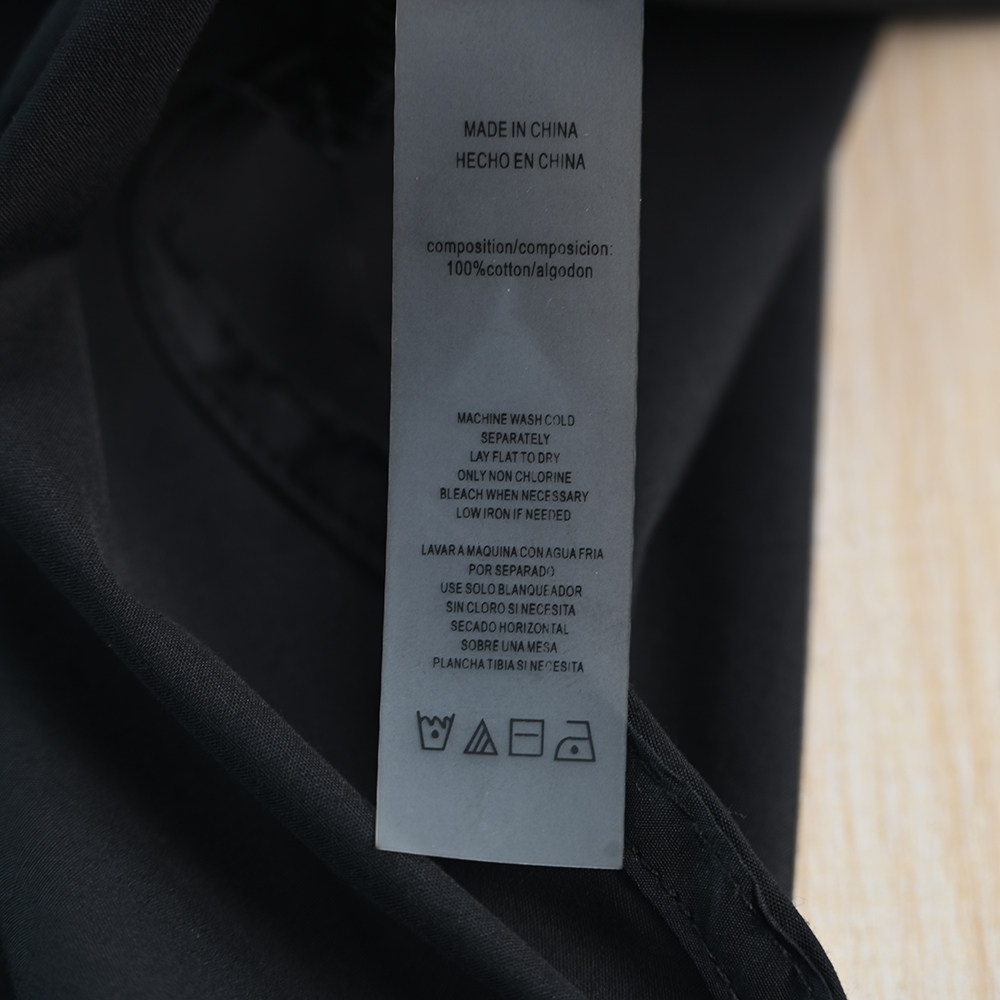 MADE IN CHINA
HECHO EN CHINA
composition/composicion:
100%cotton/algodon
MACHINE WASH COLD
SEPARATELY
LAY FLAT TO DRY
ONLY NON CHLORINE
BLEACH WHEN NECESSARY
LOW IRON IF NEEDED
LAVAR A MAQUINA CON AGUA FRIA
POR SEPARADO
USE SOLO BLANQUEADOR
SIN CLORO SI NECESITA
SECADO HORIZONTAL
SOBRE UNA MESA
PLANCHA TIBIA SI NECESITA